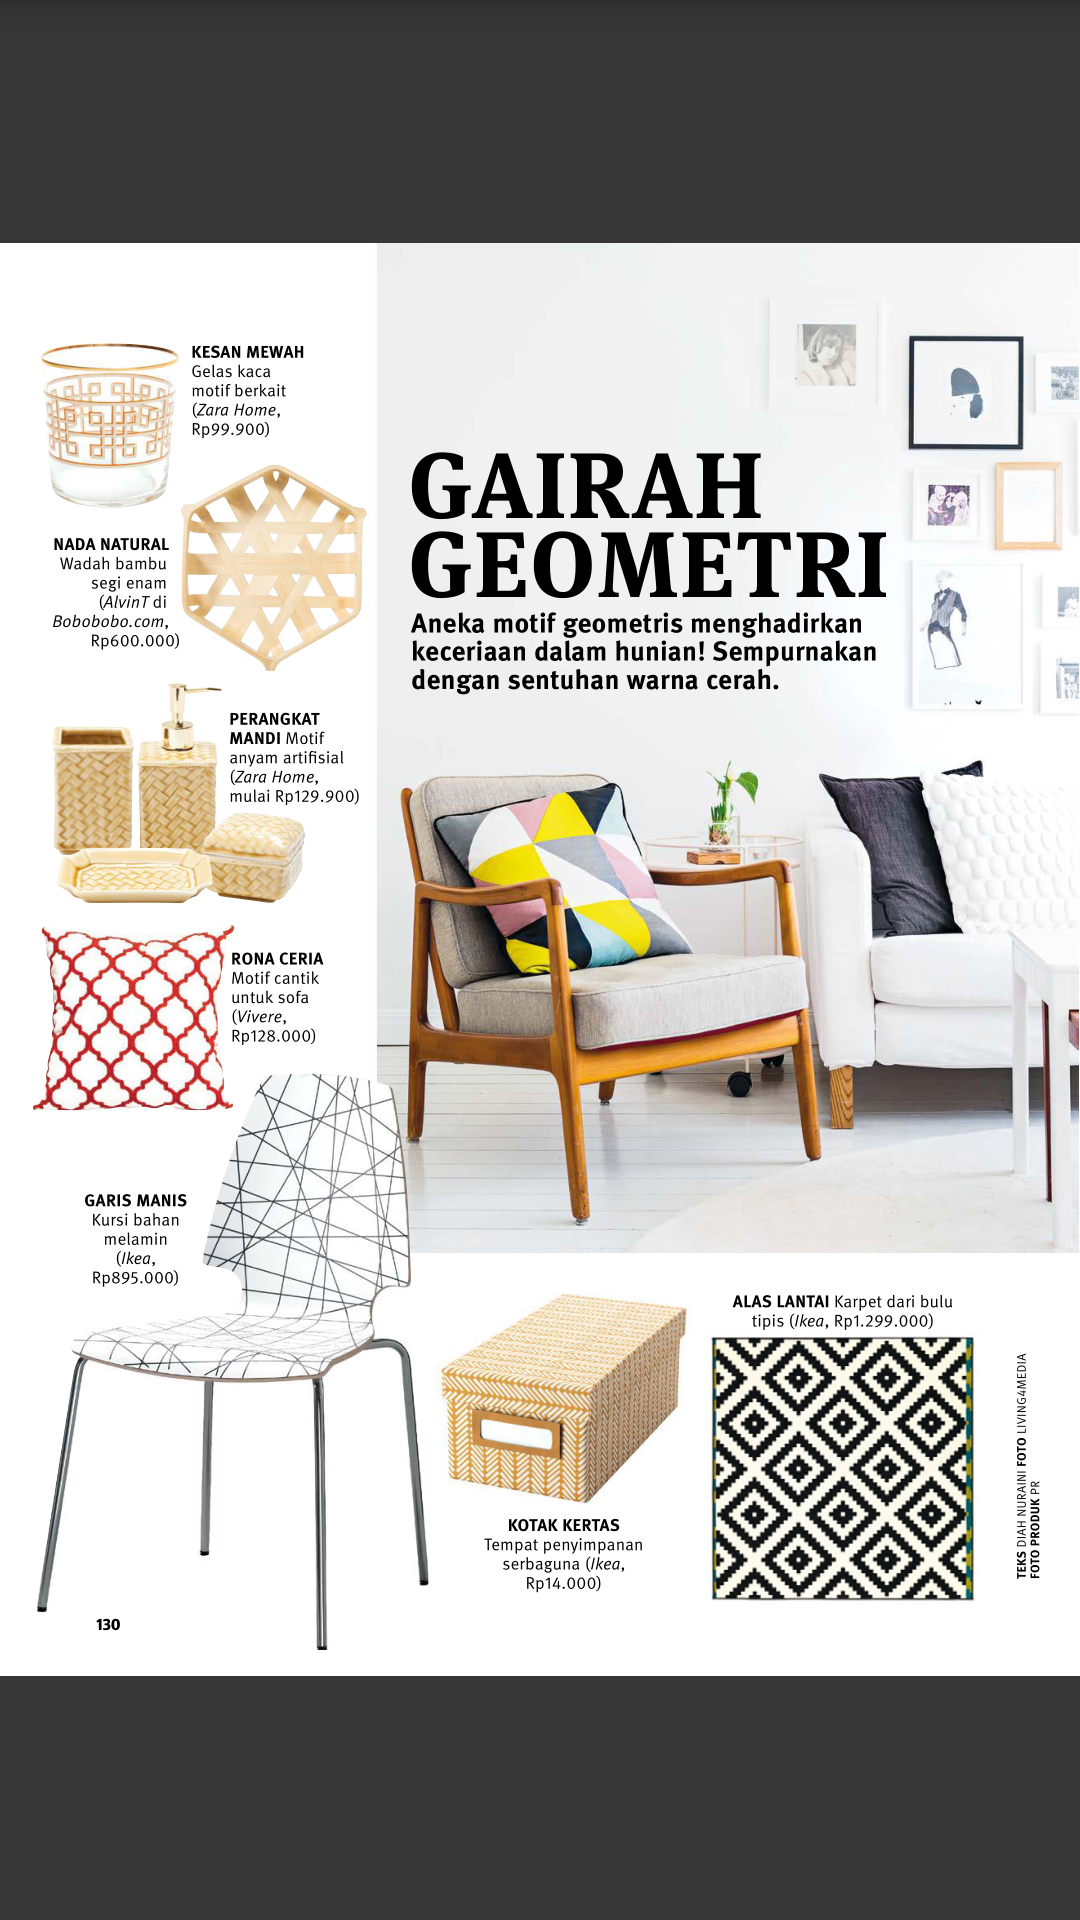 KESAN MEWAH
Gelas kaca
motif berkait
(Zara Home,
Rp99.900)
NADA NATURAL
Wadah bambu
segi enam
(AlvinT di
Bobobobo.com,
Rp600.000)
PERANGKAT
MANDI Motif
anyam artifisial
(Zara Home,
mulai Rp129.900)
RONA CERIA
Motif cantik
untuk sofa
(Vivere,
Rp128.000)
GARIS MANIS
Kursi bahan
melamin
(Ikea,
Rp895.000)
GAIRAH
GEOMETRI
Aneka motif geometris menghadirkan
keceriaan dalam hunian! Sempurnakan
dengan sentuhan warna cerah.
KOTAK KERTAS
Tempat penyimpanan
serbaguna (Ikea,
Rp14.000)
ALAS LANTAI Karpet dari bulu
tipis (Ikea, Rp1.299.000)
TEKS DIAH NURAINI FOTO LIVING4MEDIA
FOTO PRODUK PR
130